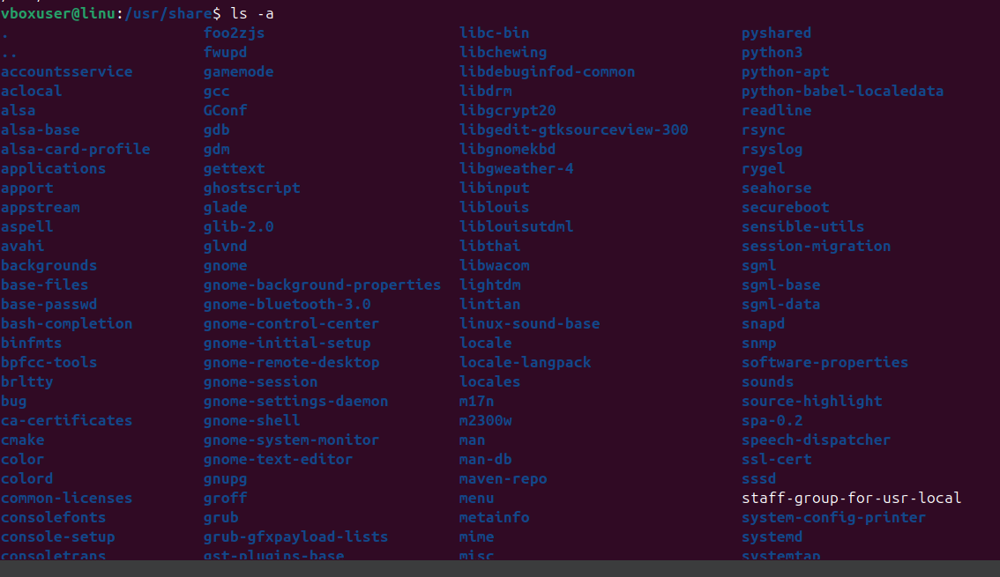 vboxuser@linu:/usr/share$ ls -a
. foo2zjs libc-bin pyshared
.. fwupd libchewing python3
accountsservice gamemode libdebuginfod-common python-apt
aclocal gcc libdrm python-babel-localedata
alsa GConf libgcrypt20 readline
alsa-base gdb libgedit-gtksourceview-300 rsync
alsa-card-profile gdm libgnomekbd rsyslog
applications gettext libgweather-4 rygel
apport ghostscript libinput seahorse
appstream glade liblouis secureboot
aspell glib-2.0 liblouisutdml sensible-utils
avahi glvnd libthai session-migration
backgrounds gnome libwacom sgml
base-files gnome-background-properties lightdm sgml-base
base-passwd gnome-bluetooth-3.0 lintian sgml-data
bash-completion gnome-control-center linux-sound-base snapd
binfmts gnome-initial-setup locale snmp
bpfcc-tools gnome-remote-desktop locale-langpack software-properties
brltty gnome-session locales sounds
bug gnome-settings-daemon m17n source-highlight
ca-certificates gnome-shell m2300w spa-0.2
cmake gnome-system-monitor man speech-dispatcher
color gnome-text-editor man-db ssl-cert
colord gnupg maven-repo sssd
common-licenses groff menu staff-group-for-usr-local
consolefonts grub metainfo system-config-printer
console-setup grub-gfxpayload-lists mime systemd
consoletrans gst-plugins-base misc systemtap